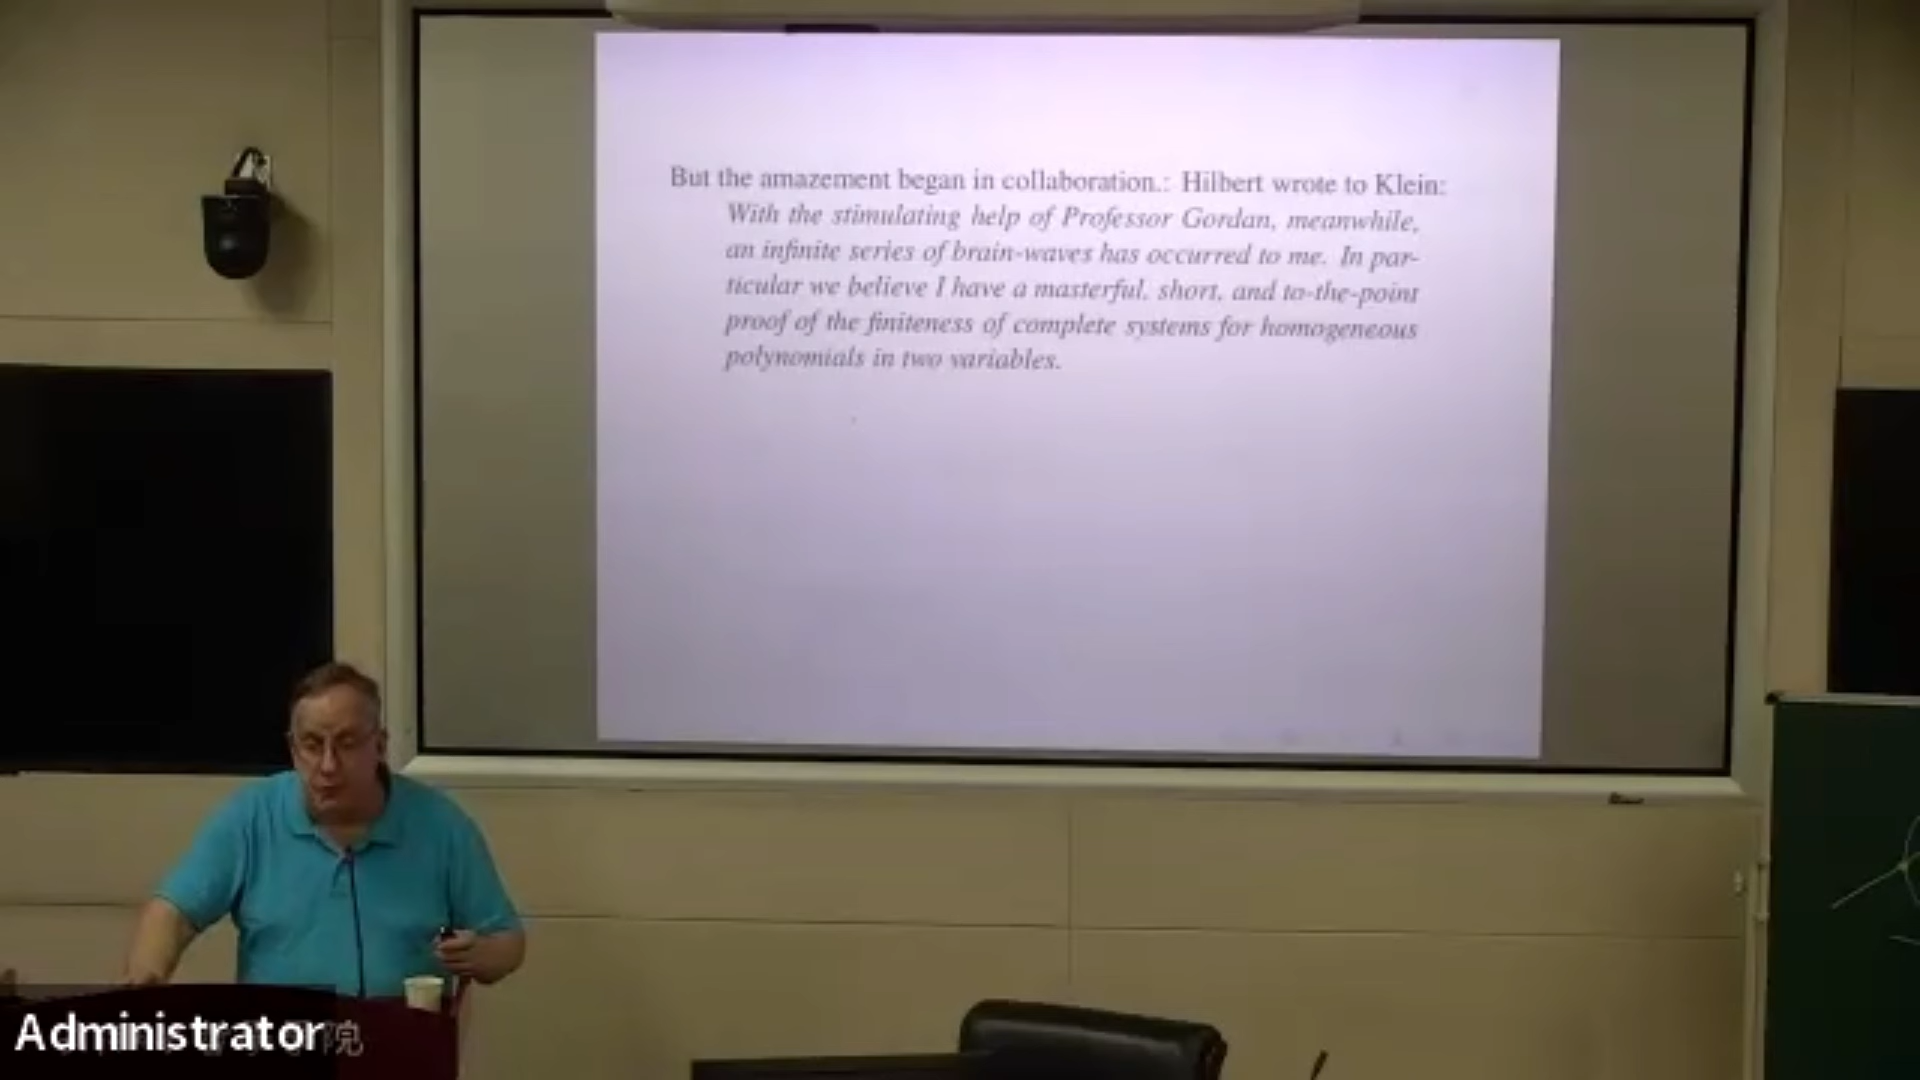 But the amazement began in collaboration.: Hilbert wrote to Klein:
With the stimulating help of Professor Gordan, meanwhile,
an infinite series of brain-waves has occurred to me. In par-
ticular we believe I have a masterful, short, and to-the-point
proof of the finiteness of complete systems for homogeneous
polynomials in two variables.
Administrator
院